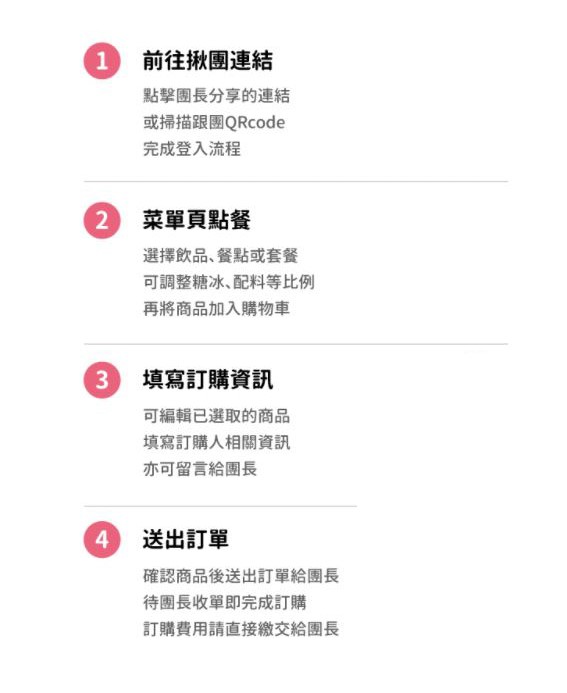 1 前往揪團連結
點擊團長分享的連結
或掃描跟團QRcode
完成登入流程
2 菜單頁點餐
選擇飲品、餐點或套餐
可調整糖冰、配料等比例
再將商品加入購物車
3 填寫訂購資訊
可編輯已選取的商品
填寫訂購人相關資訊
亦可留言給團長
4 送出訂單
確認商品後送出訂單給團長
待團長收單即完成訂購
訂購費用請直接繳交給團長